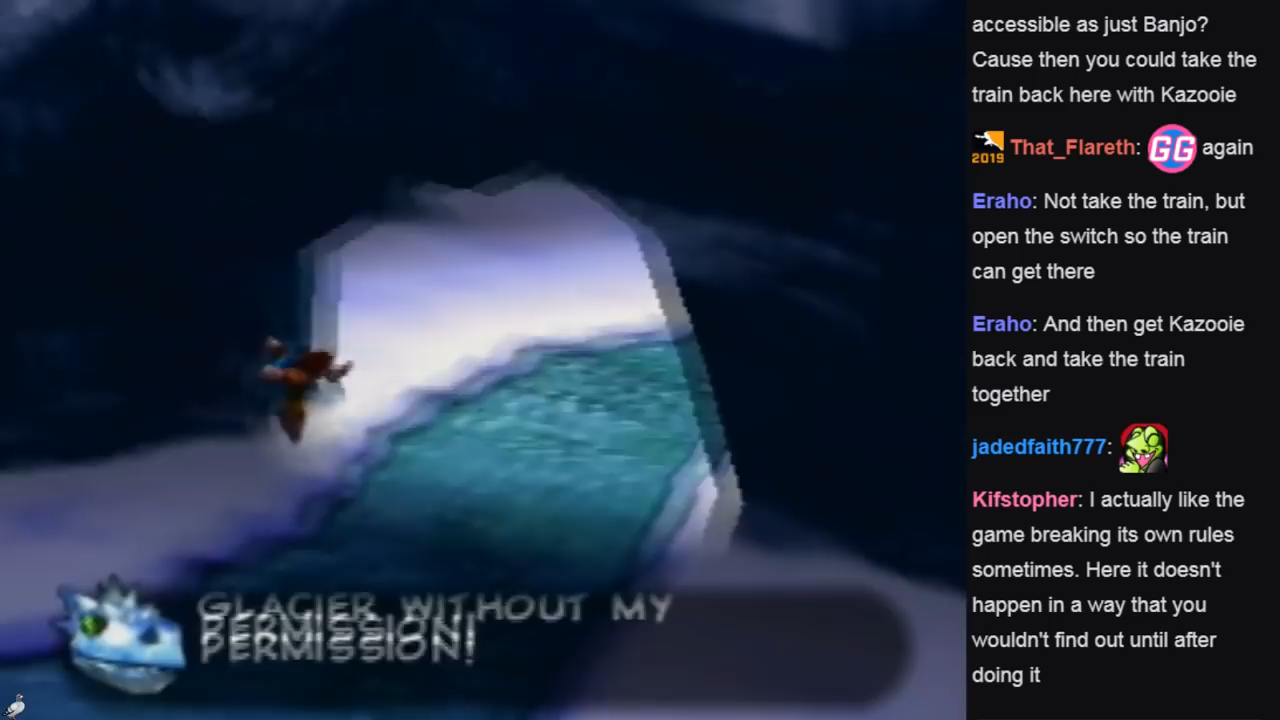 accessible as just Banjo?
Cause then you could take the
train back here with Kazooie
2019 That_Flareth: GG again
Eraho: Not take the train, but
open the switch so the train
can get there
Eraho: And then get Kazooie
back and take the train
together
jadedfaith777:
Kifstopher: I actually like the
game breaking its own rules
sometimes. Here it doesn't
happen in a way that you
wouldn't find out until after
doing it
GLACIER WITHOUT MY
PERMISSION!